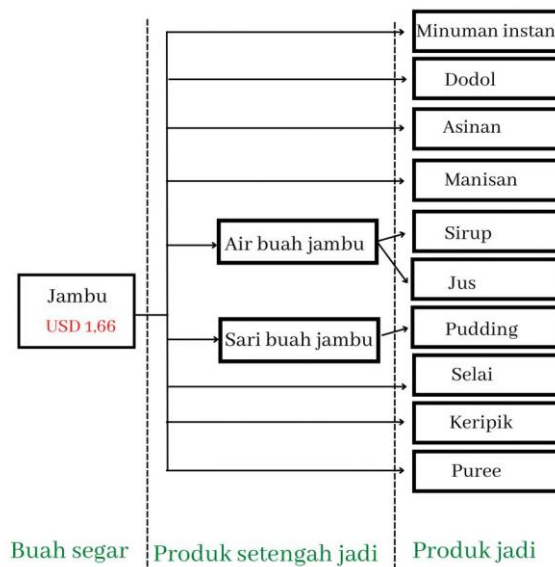 Minuman instan
Dodol
Asinan
Manisan
Air buah jambu
Sirup
Jus
Jambu
USD 1,66
Sari buah jambu
Pudding
Selai
Keripik
Puree
Buah segar
Produk setengah jadi
Produk jadi